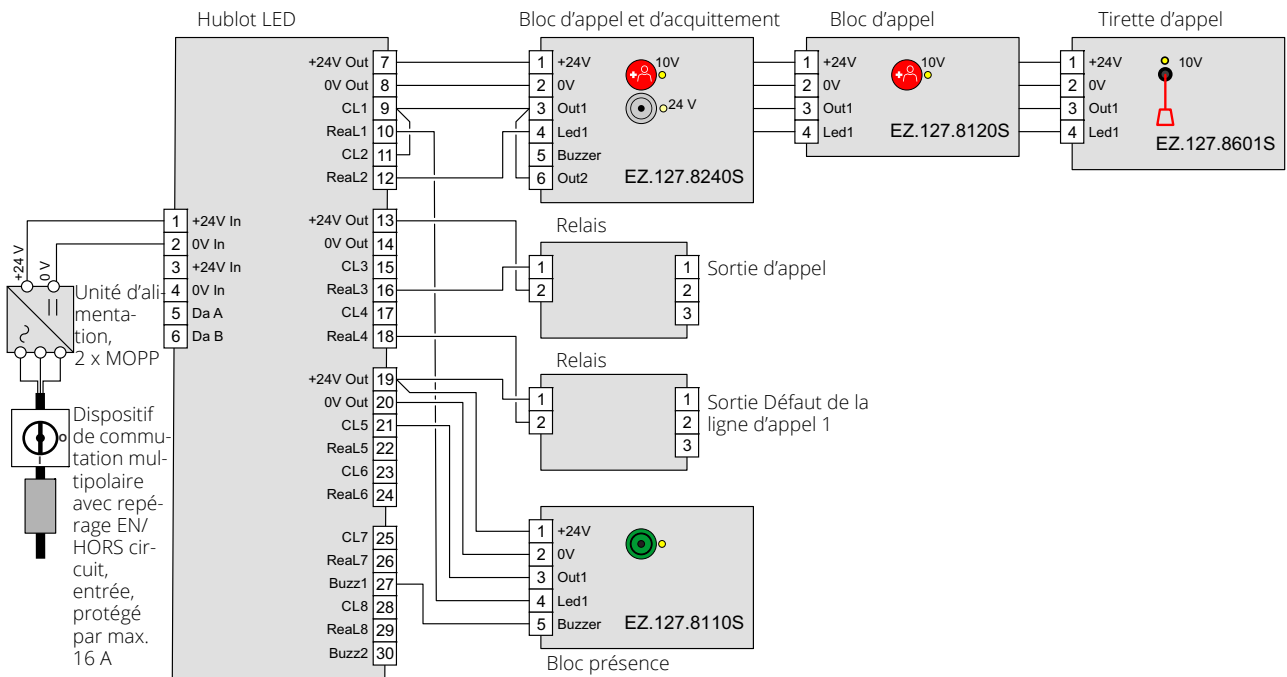 Hublot LED
Bloc d'appel et d'acquittement
Bloc d'appel
Tirette d'appel
+24V Out 7
0V Out 8
CL1 9
ReaL1 10
CL2 11
ReaL2 12
1 +24V In
2 0V In
3 +24V In
4 0V In
5 Da A
6 Da B
+24V Out 13
0V Out 14
CL3 15
ReaL3 16
CL4 17
ReaL4 18
+24V Out 19
0V Out 20
CL5 21
ReaL5 22
CL6 23
ReaL6 24
CL7 25
ReaL7 26
Buzz1 27
CL8 28
ReaL8 29
Buzz2 30
1 +24V
2 0V
3 Out1
4 Led1
5 Buzzer
6 Out2
10V
24 V
EZ.127.8240S
1 +24V
2 0V
3 Out1
4 Led1
10V
EZ.127.8120S
1 +24V
2 0V
3 Out1
4 Led1
10V
EZ.127.8601S
+24 V
0 V
Unité d'ali-
menta-
tion,
2 x MOPP
Dispositif
de commu-
tation mul-
tipolaire
avec repé-
rage EN/
HORS cir-
cuit,
entrée,
protégé
par max.
16 A
Relais
1
2
1
2
3
Sortie d'appel
Relais
1
2
1
2
3
Sortie Défaut de la
ligne d'appel 1
1 +24V
2 0V
3 Out1
4 Led1
5 Buzzer
EZ.127.8110S
Bloc présence